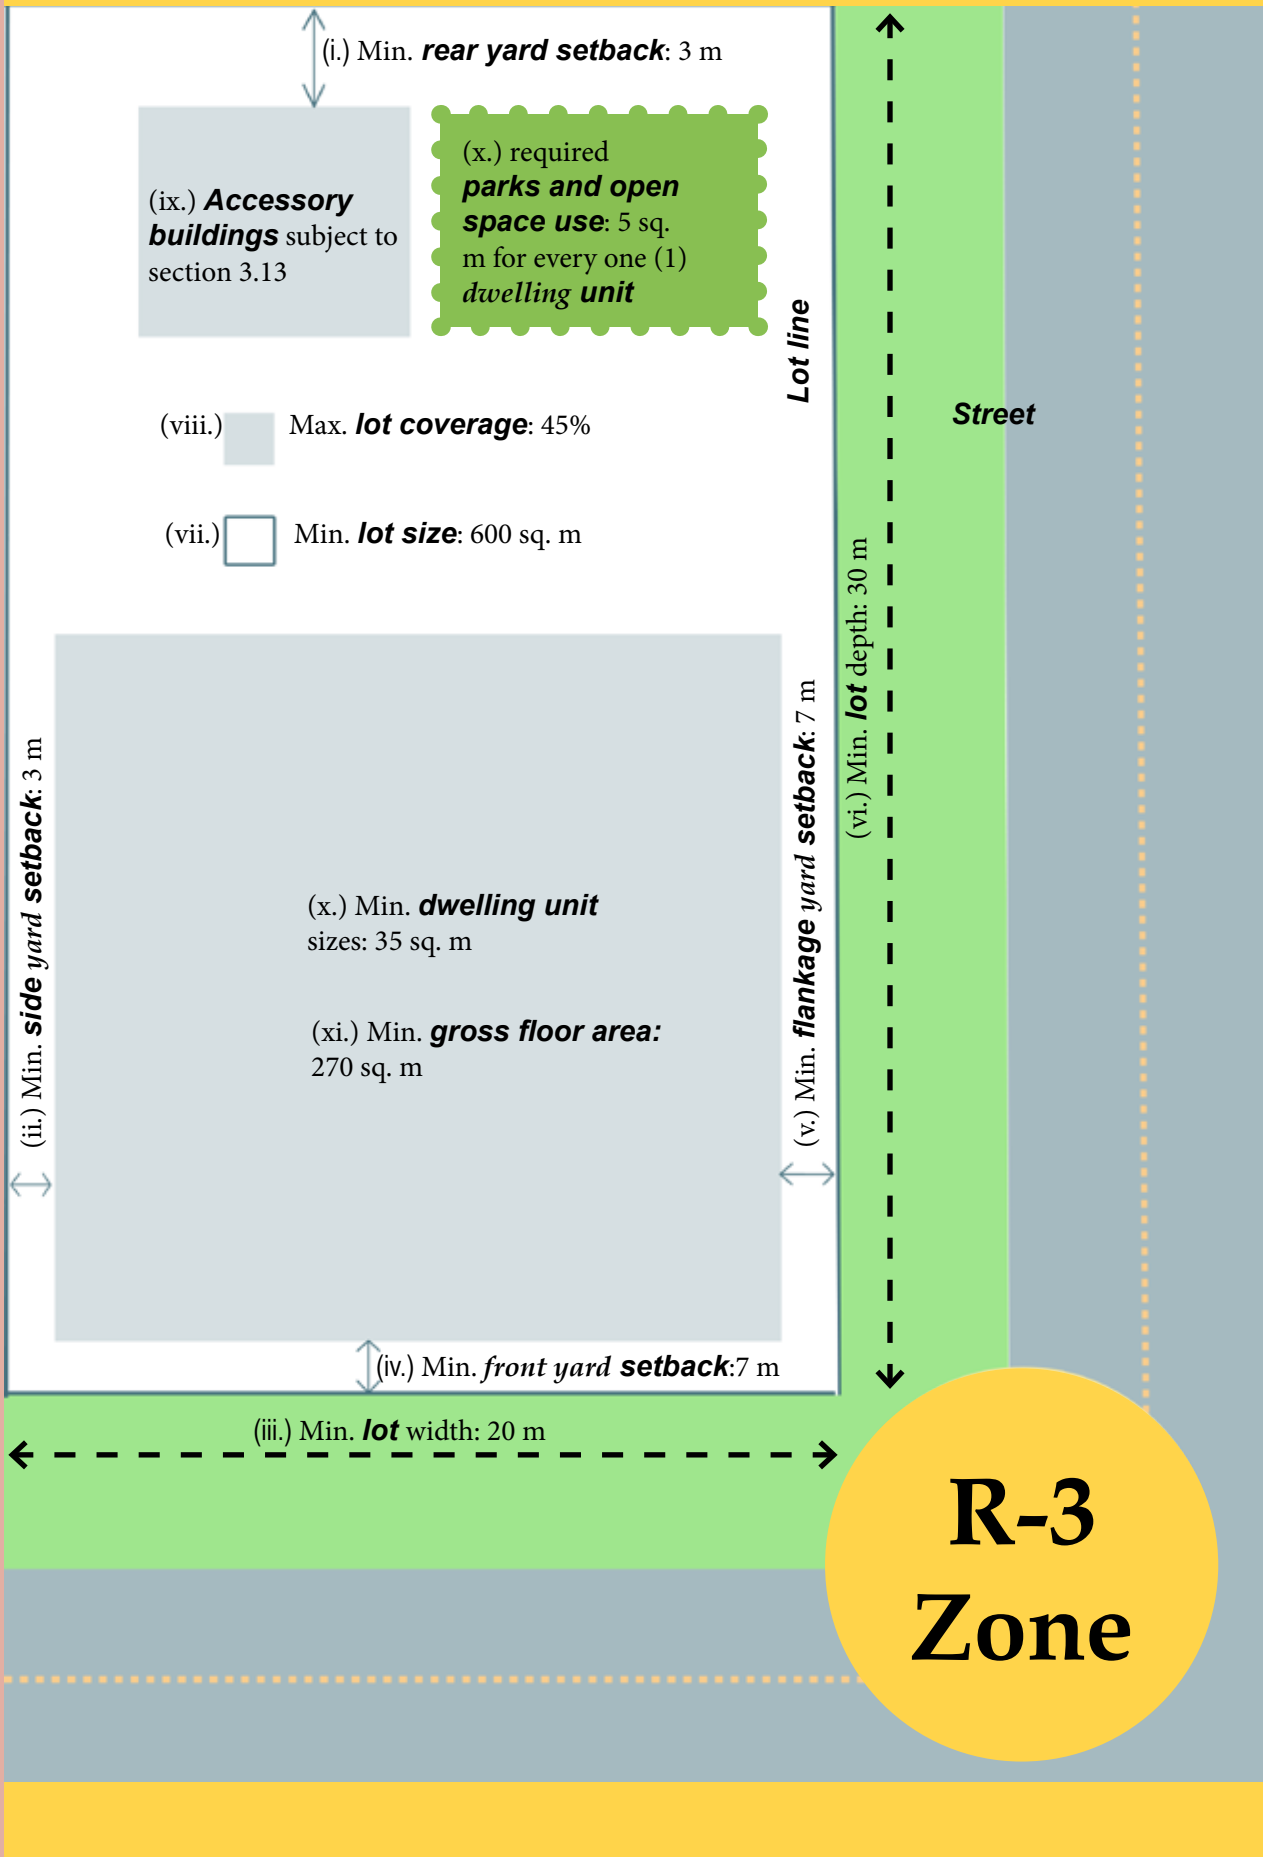 (i.) Min. rear yard setback: 3 m
(ix.) Accessory
buildings subject to
section 3.13
(x.) required
parks and open
space use: 5 sq.
m for every one (1)
dwelling unit
Lot line
Street
(viii.) Max. lot coverage: 45%
(vii.) Min. lot size: 600 sq. m
(vi.) Min. lot depth: 30 m
(ii.) Min. side yard setback: 3 m
(v.) Min. flankage yard setback: 7 m
(x.) Min. dwelling unit
sizes: 35 sq. m
(xi.) Min. gross floor area:
270 sq. m
(iv.) Min. front yard setback:7 m
(iii.) Min. lot width: 20 m
R-3
Zone